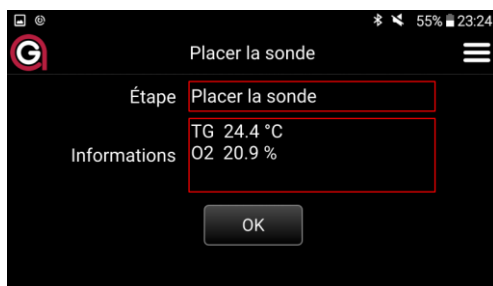 55% 23:24
G
Placer la sonde
Étape Placer la sonde
TG 24.4 °C
Informations O2 20.9 %
OK